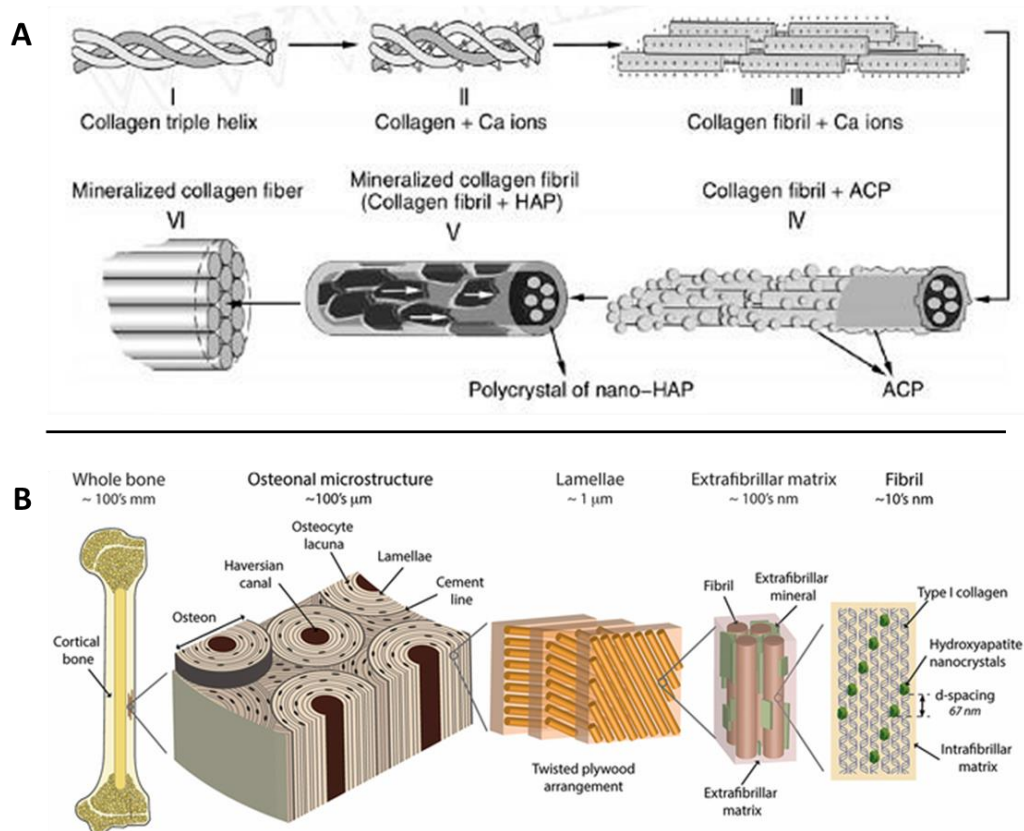 A
I
Collagen triple helix
II
Collagen + Ca ions
III
Collagen fibril + Ca ions
Mineralized collagen fiber
VI
Mineralized collagen fibril
(Collagen fibril + HAP)
V
Collagen fibril + ACP
IV
Polycrystal of nano-HAP
ACP
B
Whole bone
~ 100's mm
Osteonal microstructure
~100's μm
Lamellae
~ 1 μm
Extrafibrillar matrix
~ 100's nm
Fibril
~10's nm
Cortical
bone
Osteon
Haversian
canal
Osteocyte
lacuna
Lamellae
Cement
line
Twisted plywood
arrangement
Fibril
Extrafibrillar
mineral
Extrafibrillar
matrix
Type I collagen
Hydroxyapatite
nanocrystals
d-spacing
67 nm
Intrafibrillar
matrix